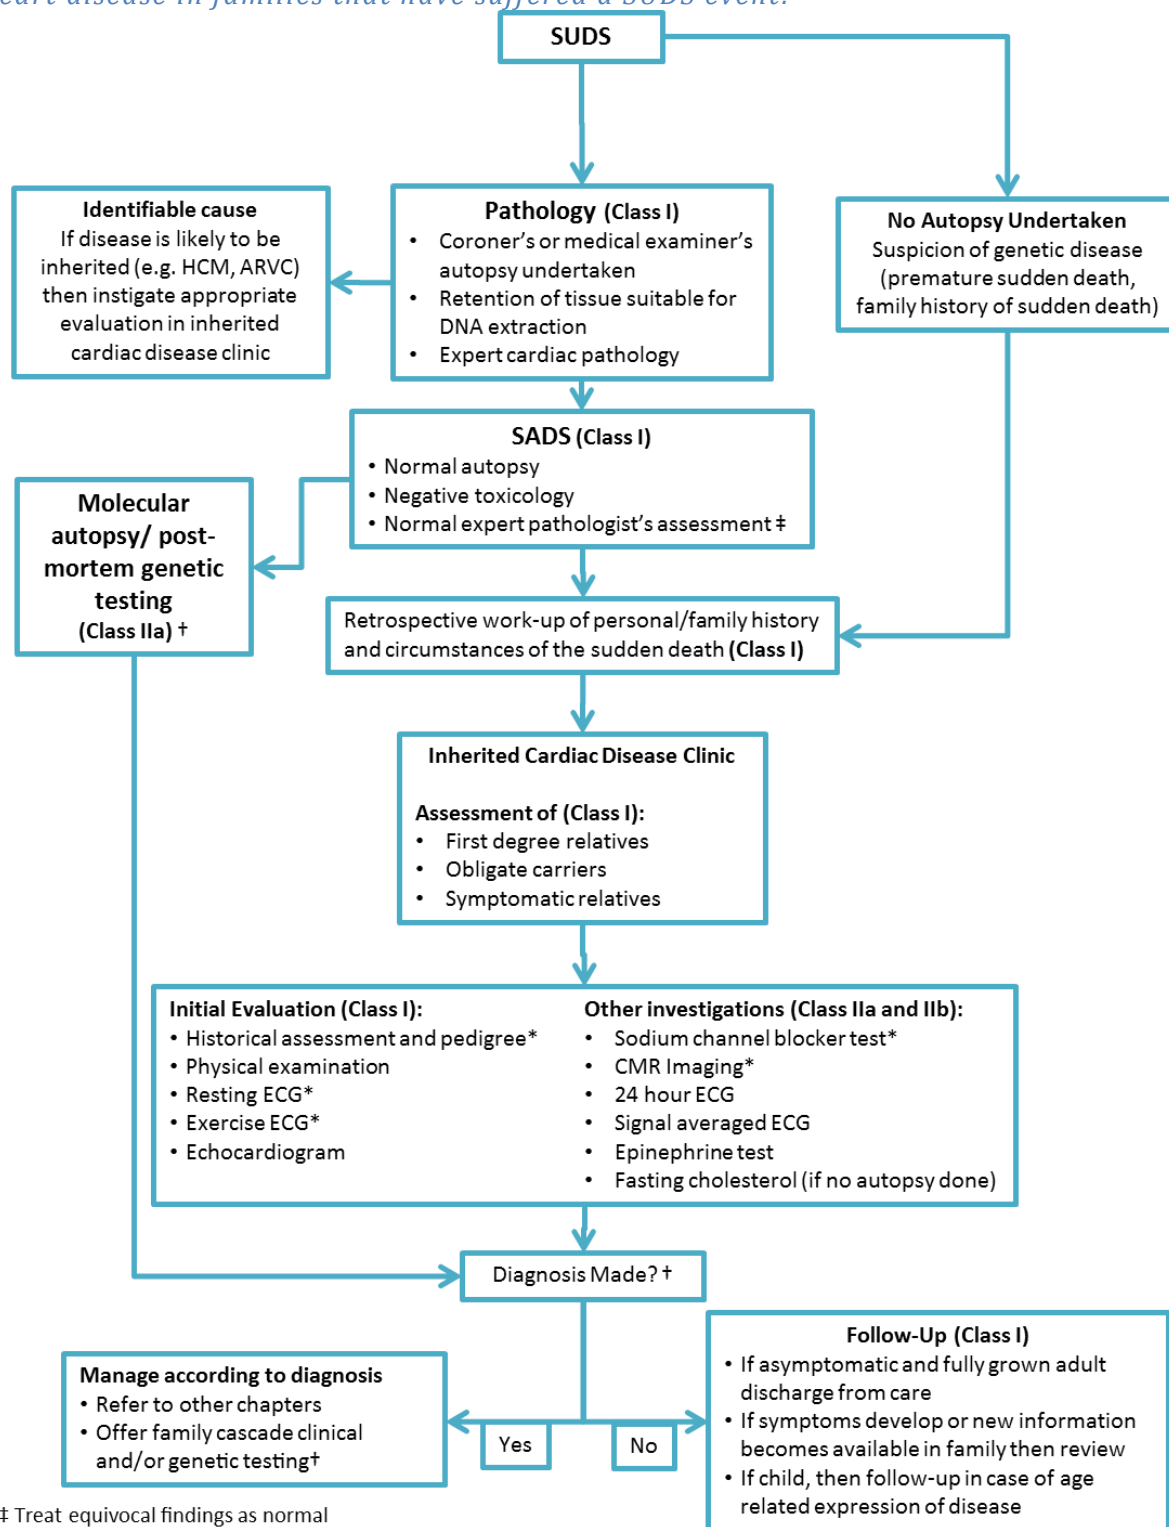 heart disease in families that have suffered a SUDS event.
SUDS
Identifiable cause
If disease is likely to be
inherited (e.g. HCM, ARVC)
then instigate appropriate
evaluation in inherited
cardiac disease clinic
Pathology (Class I)
• Coroner's or medical examiner's
autopsy undertaken
• Retention of tissue suitable for
DNA extraction
• Expert cardiac pathology
No Autopsy Undertaken
Suspicion of genetic disease
(premature sudden death,
family history of sudden death)
SADS (Class I)
• Normal autopsy
• Negative toxicology
• Normal expert pathologist's assessment ‡
Molecular
autopsy/ post-
mortem genetic
testing
(Class IIa) †
Retrospective work-up of personal/family history
and circumstances of the sudden death (Class I)
Inherited Cardiac Disease Clinic
Assessment of (Class I):
• First degree relatives
• Obligate carriers
• Symptomatic relatives
Initial Evaluation (Class I):
• Historical assessment and pedigree*
• Physical examination
• Resting ECG*
• Exercise ECG*
• Echocardiogram
Other investigations (Class IIa and IIb):
• Sodium channel blocker test*
• CMR Imaging*
• 24 hour ECG
• Signal averaged ECG
• Epinephrine test
• Fasting cholesterol (if no autopsy done)
Diagnosis Made? †
Manage according to diagnosis
• Refer to other chapters
• Offer family cascade clinical
and/or genetic testing†
Yes
No
Follow-Up (Class I)
• If asymptomatic and fully grown adult
discharge from care
• If symptoms develop or new information
becomes available in family then review
• If child, then follow-up in case of age
related expression of disease
‡ Treat equivocal findings as normal